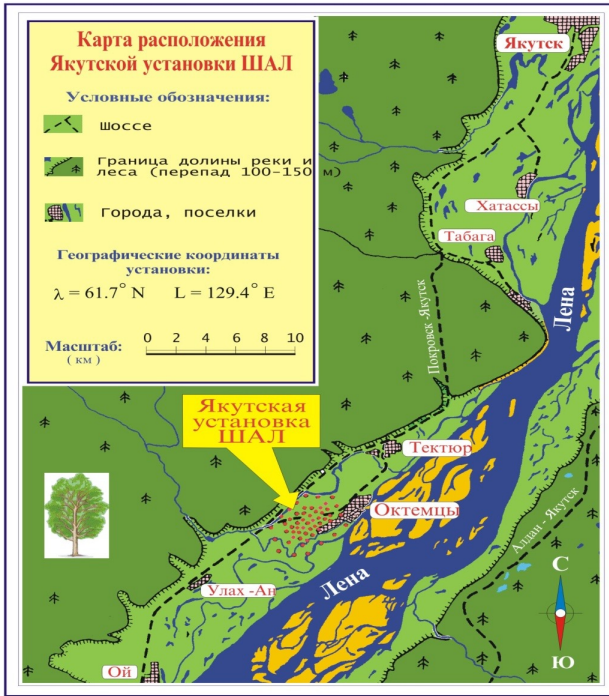 Карта расположения
Якутской установки ШАЛ
Условные обозначения:
Шоссе
Граница долины реки и
леса (перепад 100-150 м)
Города, поселки
Географические координаты
установки:
λ = 61.7° N L = 129.4° E
Масштаб:
(км)
0 2 4 6 8 10
Якутск
Хатассы
Табага
Лена
Покровск-Якутск
Якутская
установка
ШАЛ
Тектюр
Октемцы
Алдан-Якутск
Улах-Ан
Лена
С
Ю
Ой